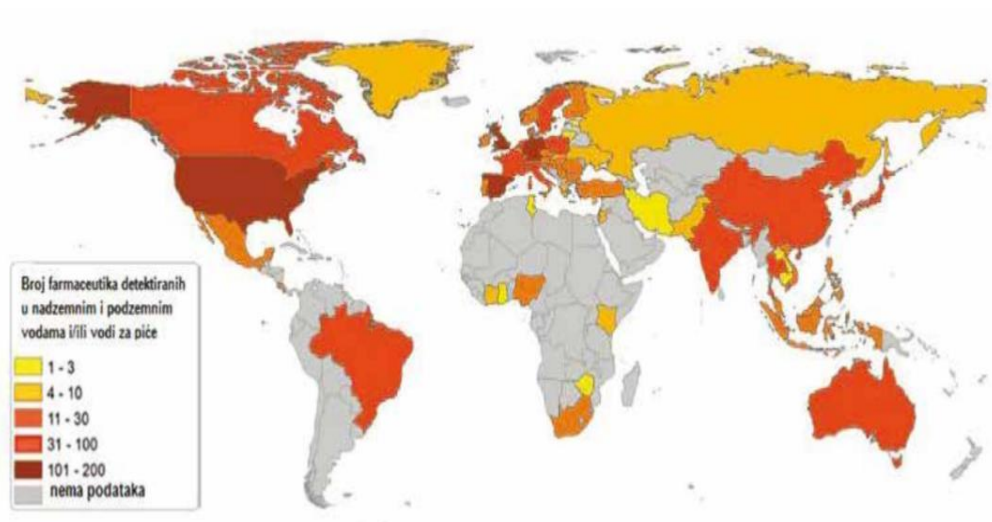 Broj farmaceutika detektiranih
u nadzemnim i podzemnim
vodama i/ili vodi za piće
1 - 3
4 - 10
11 - 30
31 - 100
101 - 200
nema podataka